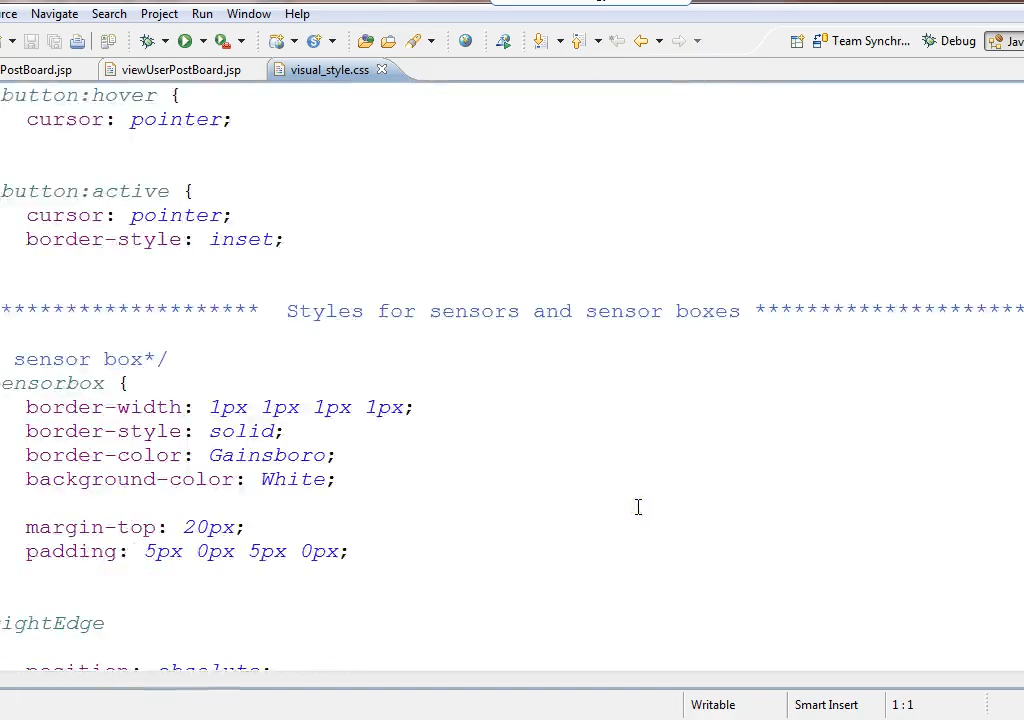 rce Navigate Search Project Run Window Help
Team Synchr... Debug Jav
PostBoard.jsp viewUserPostBoard.jsp visual_style.css
button:hover {
cursor: pointer;
button:active {
cursor: pointer;
border-style: inset;
******************** Styles for sensors and sensor boxes *********************
sensor box*/
ensorbox {
border-width: 1px 1px 1px 1px;
border-style: solid;
border-color: Gainsboro;
background-color: White;
margin-top: 20px;
padding: 5px 0px 5px 0px;
ightEdge
position: absolute;
Writable Smart Insert 1 : 1